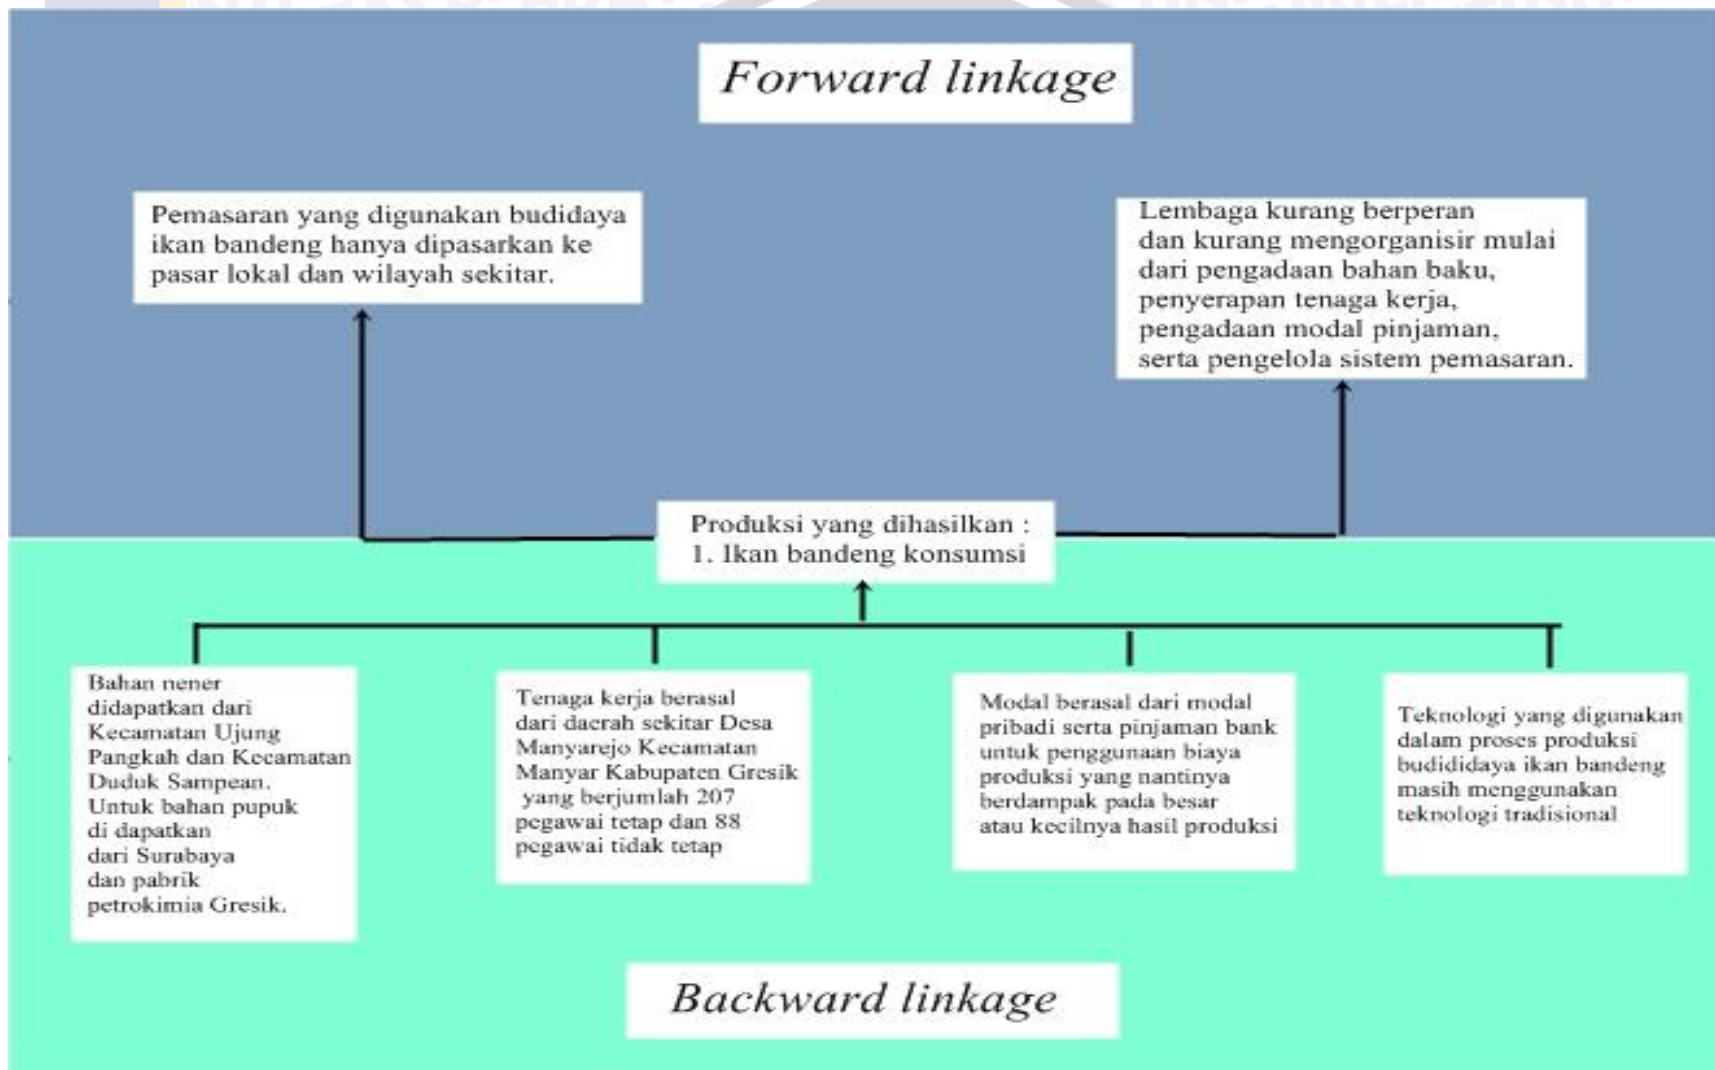 Forward linkage
Pemasaran yang digunakan budidaya
ikan bandeng hanya dipasarkan ke
pasar lokal dan wilayah sekitar.
Lembaga kurang berperan
dan kurang mengorganisir mulai
dari pengadaan bahan baku,
penyerapan tenaga kerja,
pengadaan modal pinjaman,
serta pengelola sistem pemasaran.
Produksi yang dihasilkan :
1. Ikan bandeng konsumsi
Bahan nener
didapatkan dari
Kecamatan Ujung
Pangkah dan Kecamatan
Duduk Sampean.
Untuk bahan pupuk
di dapatkan
dari Surabaya
dan pabrik
petrokimia Gresik.
Tenaga kerja berasal
dari daerah sekitar Desa
Manyarejo Kecamatan
Manyar Kabupaten Gresik
yang berjumlah 207
pegawai tetap dan 88
pegawai tidak tetap
Modal berasal dari modal
pribadi serta pinjaman bank
untuk penggunaan biaya
produksi yang nantinya
berdampak pada besar
atau kecilnya hasil produksi
Teknologi yang digunakan
dalam proses produksi
budididaya ikan bandeng
masih menggunakan
teknologi tradisional
Backward linkage